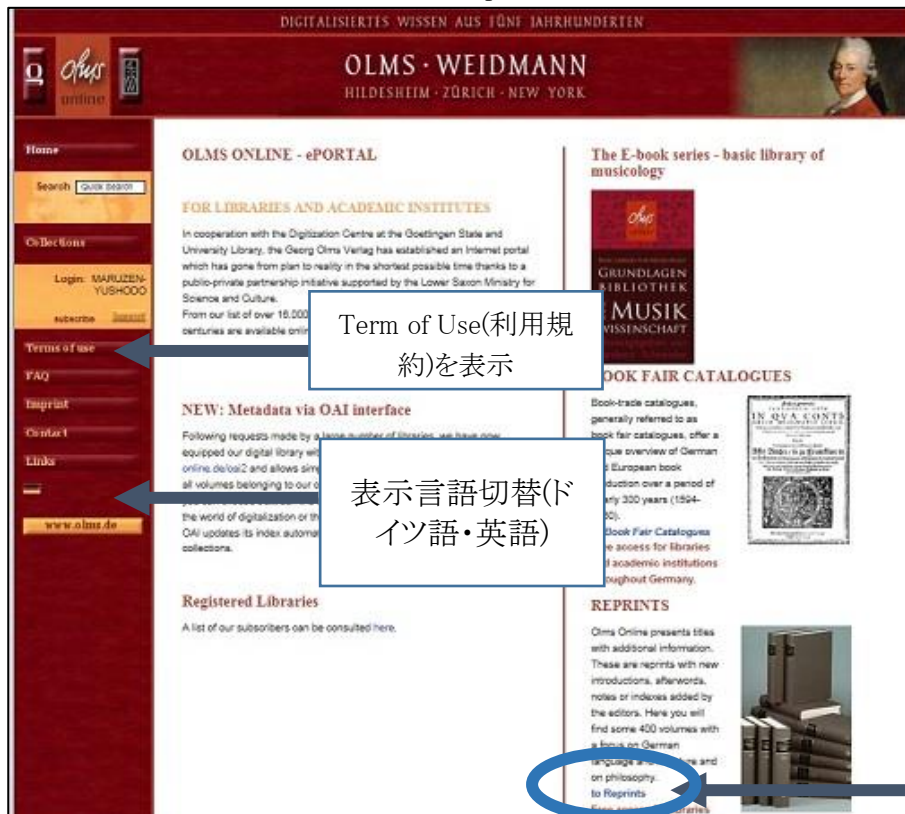 DIGITALISIERTES WISSEN AUS FÜNF JAHRHUNDERTEN
olms
online
OLMS · WEIDMANN
HILDESHEIM · ZÜRICH · NEW YORK
Home
Search Quick Search
Collections
Login: MARUZEN-
YUSHODO
subscribe
Terms of use
FAQ
Imprint
Contact
Links
www.olms.de
OLMS ONLINE - ePORTAL
FOR LIBRARIES AND ACADEMIC INSTITUTES
In cooperation with the Digitization Centre at the Goettingen State and
University Library, the Georg Olms Verlag has established an Internet portal
which has gone from plan to reality in the shortest possible time thanks to a
public-private partnership initiative supported by the Lower Saxon Ministry for
Science and Culture.
From our list of over 16.000
centuries are available onlin
Term of Use(利用規
約)を表示
NEW: Metadata via OAI interface
Following requests made by a large number of libraries, we have now
equipped our digital library wi
online.de/oai2 and allows sim
all volumes belonging to our o
the world of digitalization or th
OAI updates its index automat
collections.
表示言語切替(ド
イツ語・英語)
Registered Libraries
A list of our subscribers can be consulted here.
The E-book series - basic library of
musicology
olms
GRUNDLAGEN
BIBLIOTHEK
MUSIK
WISSENSCHAFT
BOOK FAIR CATALOGUES
Book-trade catalogues,
generally referred to as
book fair catalogues, offer a
que overview of German
European book
duction over a period of
rly 300 years (1594-
Book Fair Catalogues
e access for libraries
d academic institutions
oughout Germany.
IN QVA CONTI
REPRINTS
Olms Online presents titles
with additional information.
These are reprints with new
introductions, afterwords,
notes or indexes added by
the editors. Here you will
find some 400 volumes with
a focus on German
language and
ture and
on philosophy.
to Reprints